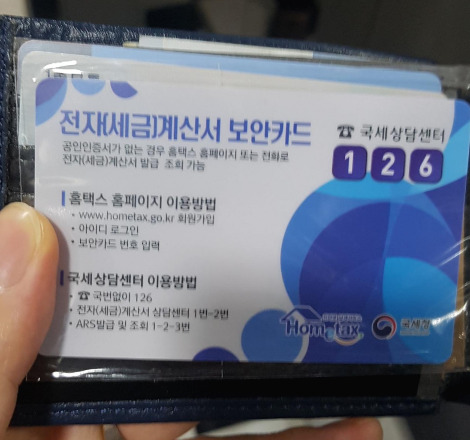 전자(세금)계산서 보안카드
공인인증서가 없는 경우 홈택스 홈페이지 또는 전화로
전자(세금)계산서 발급 조회 가능
☎ 국세상담센터
1 2 6
홈택스 홈페이지 이용방법
• www.hometax.go.kr 회원가입
• 아이디 로그인
• 보안카드 번호 입력
국세상담센터 이용방법
• ☎ 국번없이 126
• 전자(세금)계산서 상담센터 1번-2번
• ARS발급 및 조회 1-2-3번
Hometax
국세청